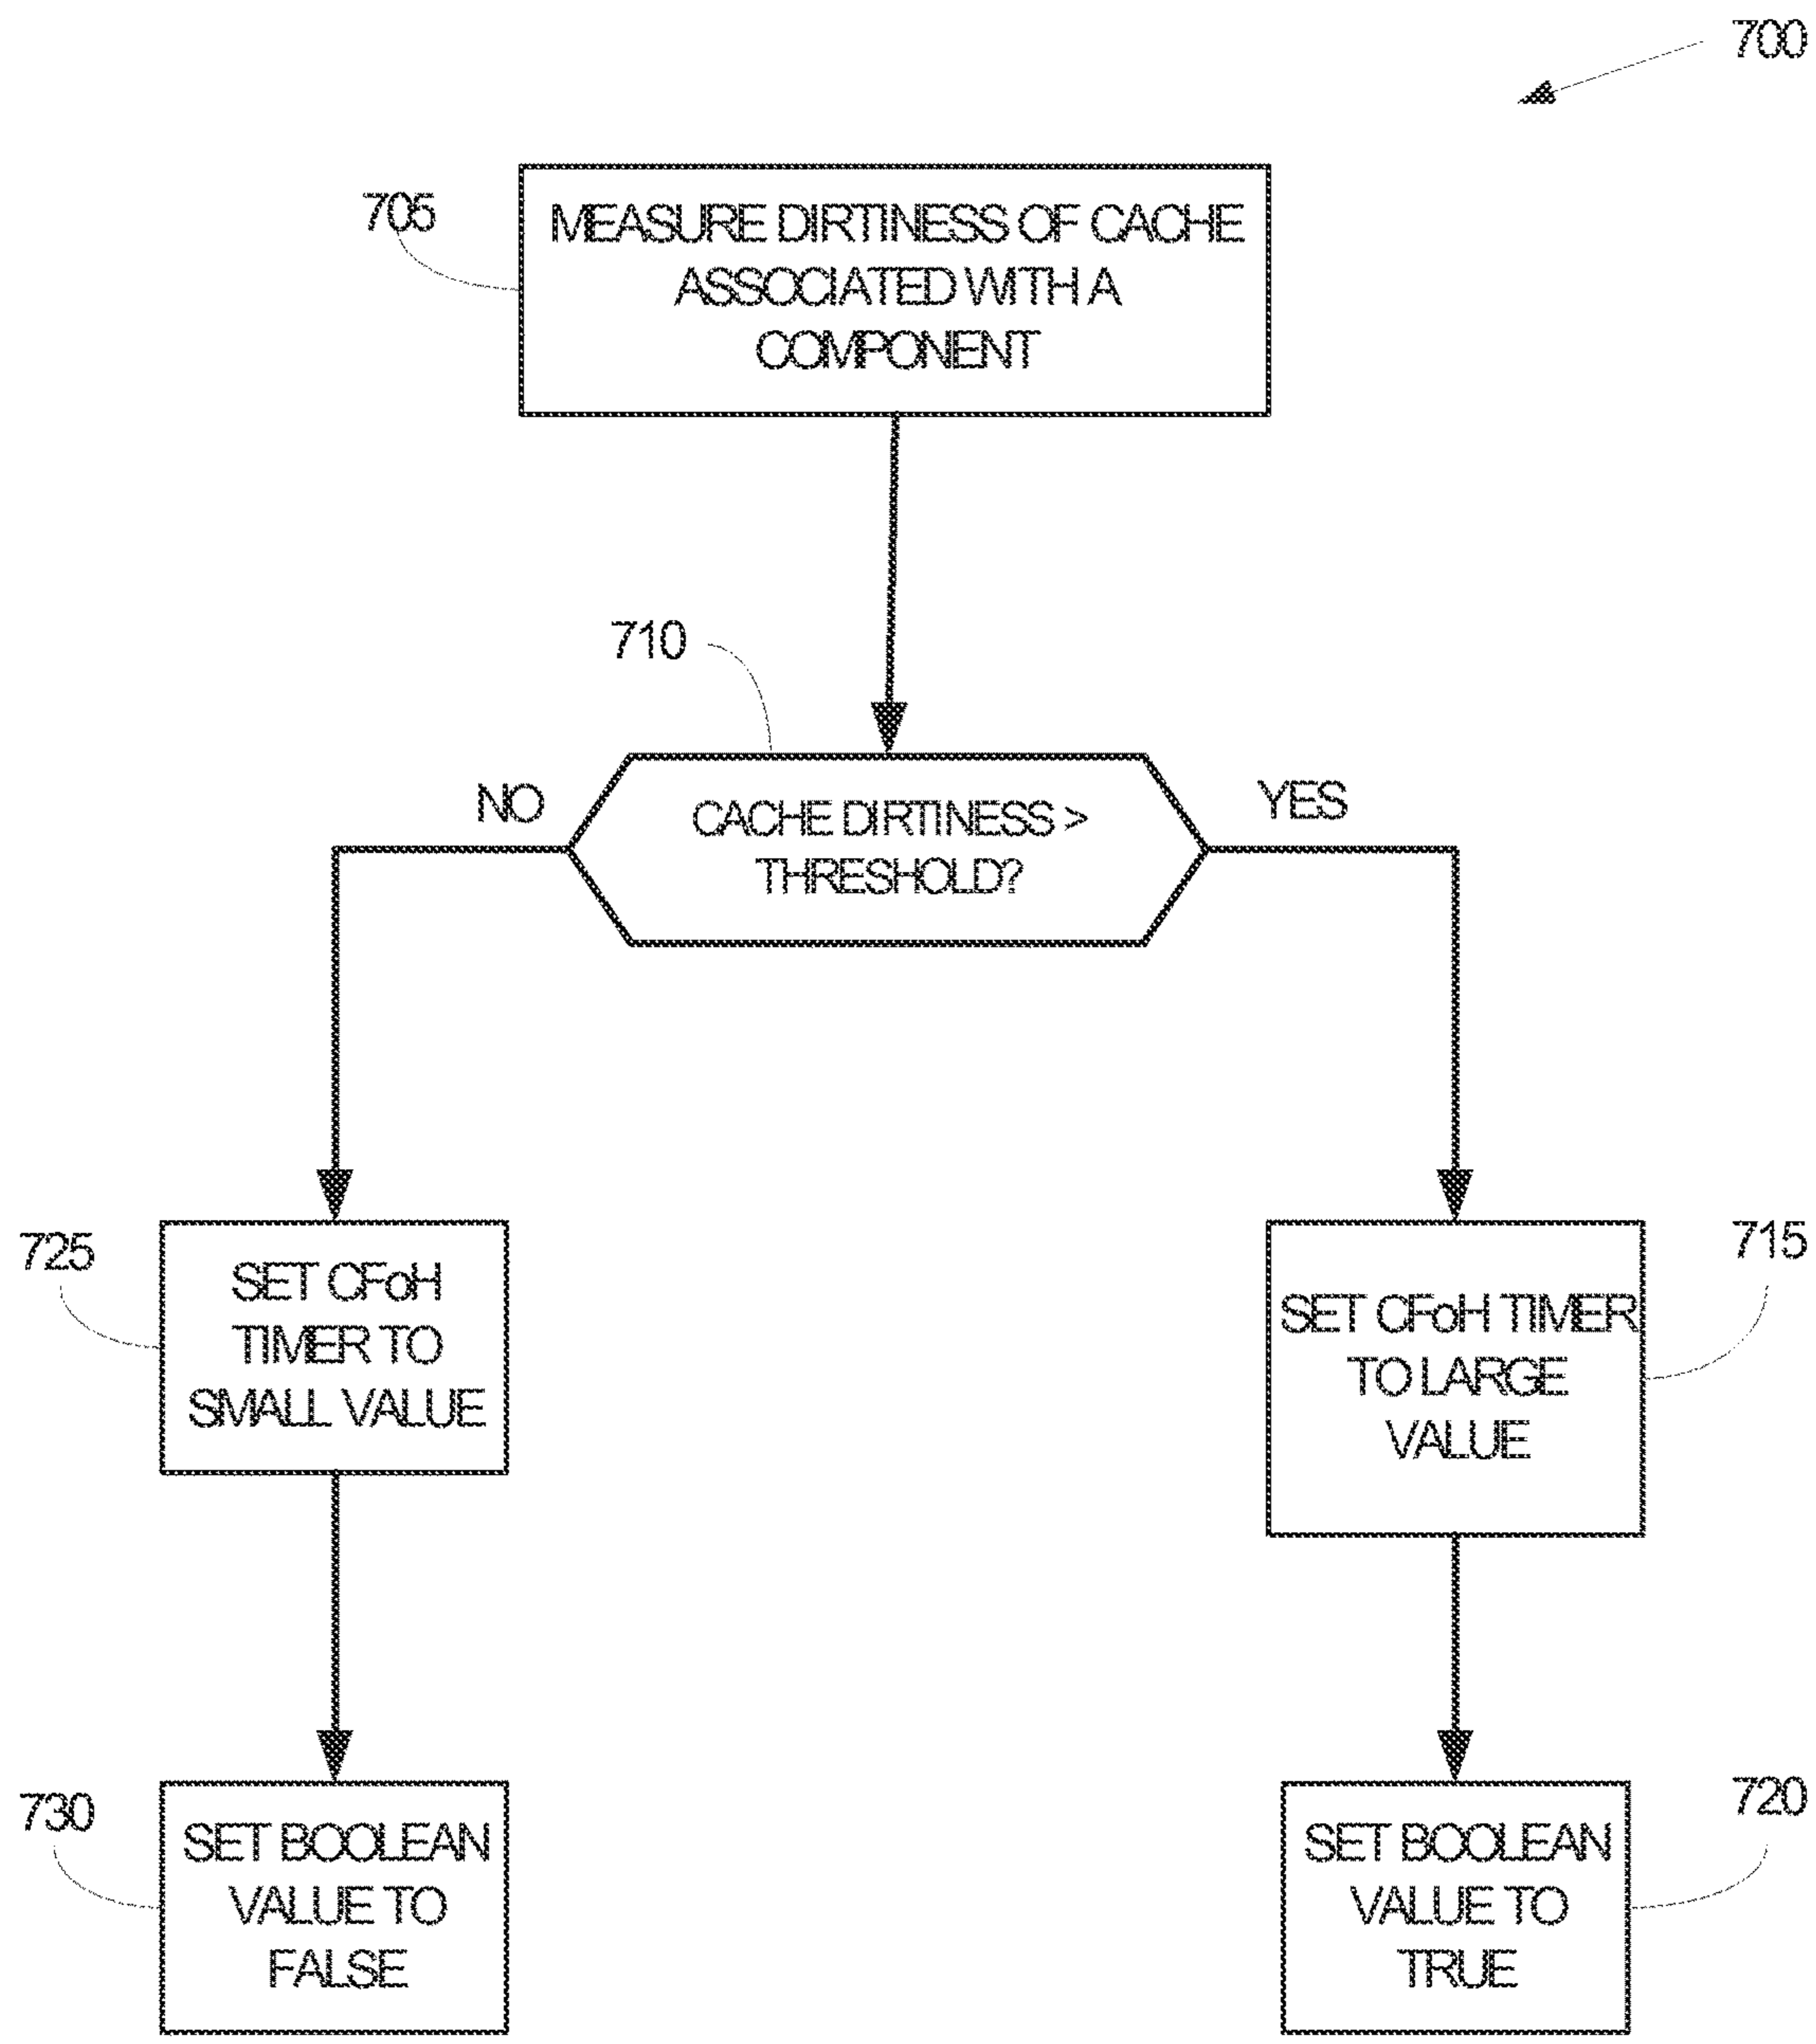 700
705
MEASURE DIRTINESS OF CACHE
ASSOCIATED WITH A
COMPONENT
710
NO
CACHE DIRTINESS >
THRESHOLD?
YES
725
SET CFoH
TIMER TO
SMALL VALUE
715
SET CFoH TIMER
TO LARGE
VALUE
730
SET BOOLEAN
VALUE TO
FALSE
720
SET BOOLEAN
VALUE TO
TRUE